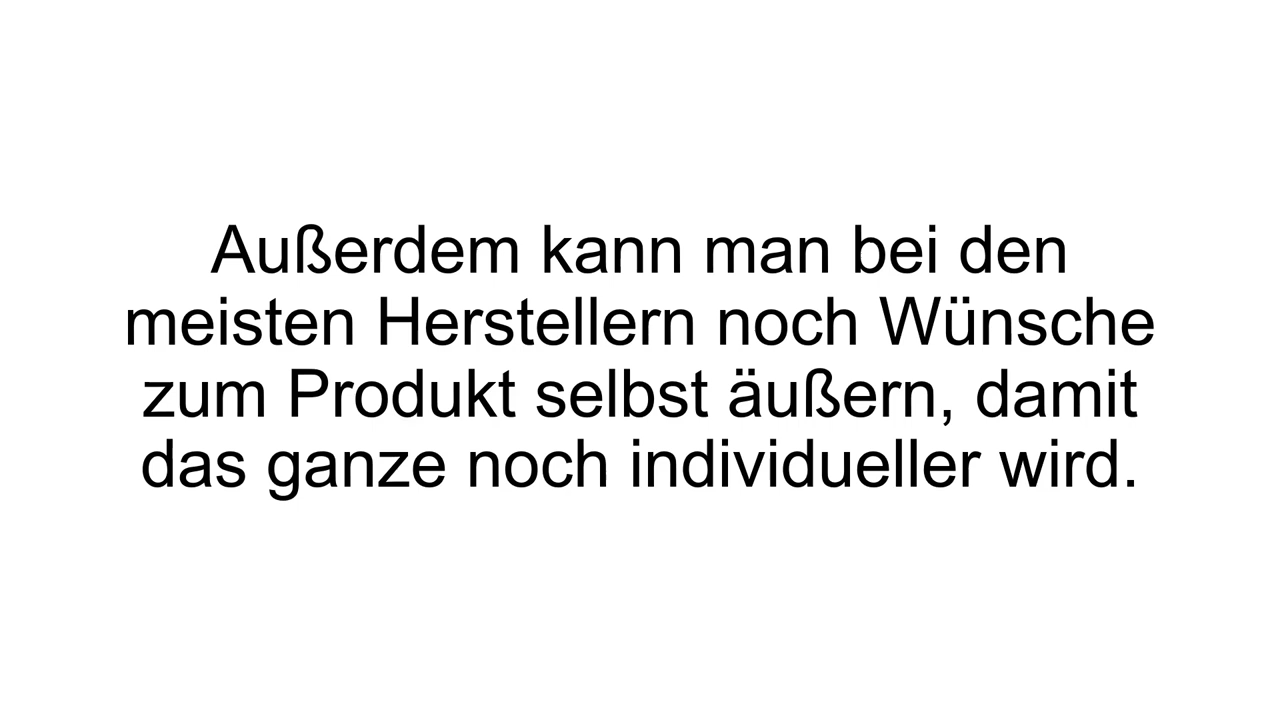 Außerdem kann man bei den
meisten Herstellern noch Wünsche
zum Produkt selbst äußern, damit
das ganze noch individueller wird.